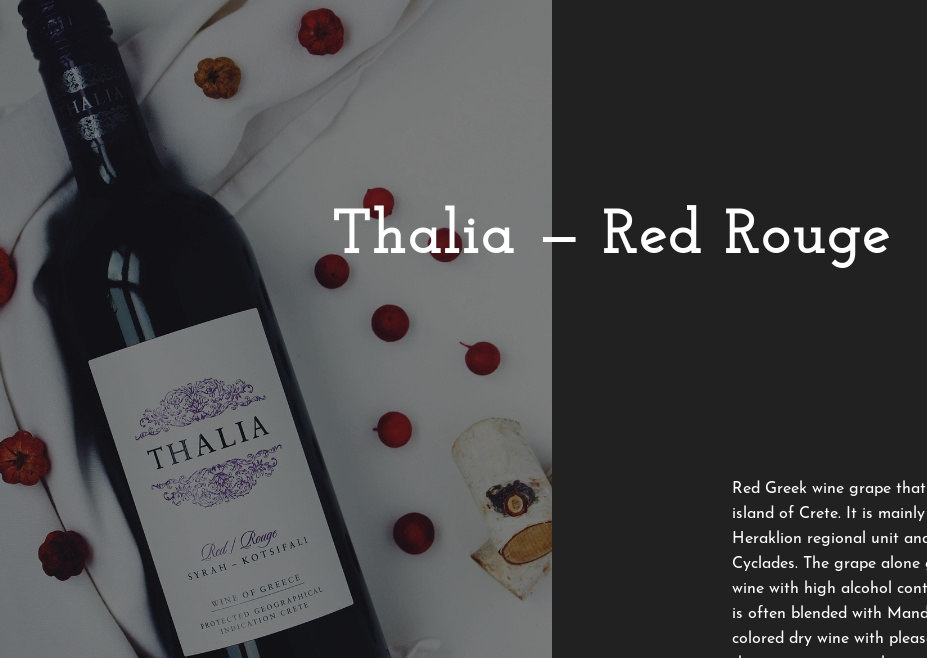 THALIA
Thalia – Red Rouge
THALIA
Red / Rouge
SYRAH – KOTSIFALI
WINE OF GREECE
PROTECTED GEOGRAPHICAL
INDICATION CRETE
Red Greek wine grape that
island of Crete. It is mainly
Heraklion regional unit and
Cyclades. The grape alone
wine with high alcohol
is often blended with
colored dry wine with